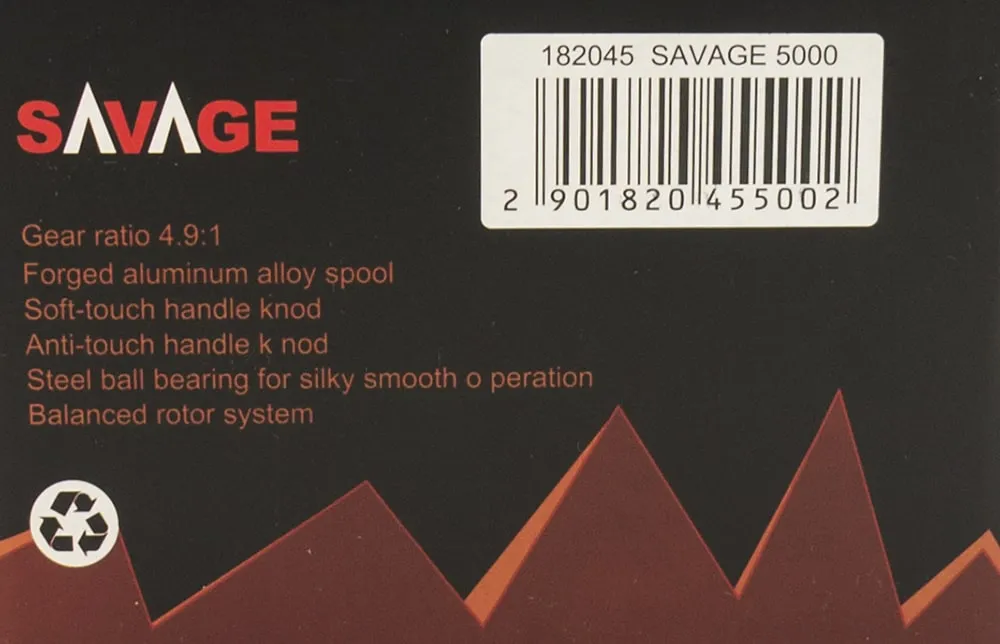 SAVAGE
182045 SAVAGE 5000
2 901820 455002
Gear ratio 4.9:1
Forged aluminum alloy spool
Soft-touch handle knod
Anti-touch handle k nod
Steel ball bearing for silky smooth o peration
Balanced rotor system